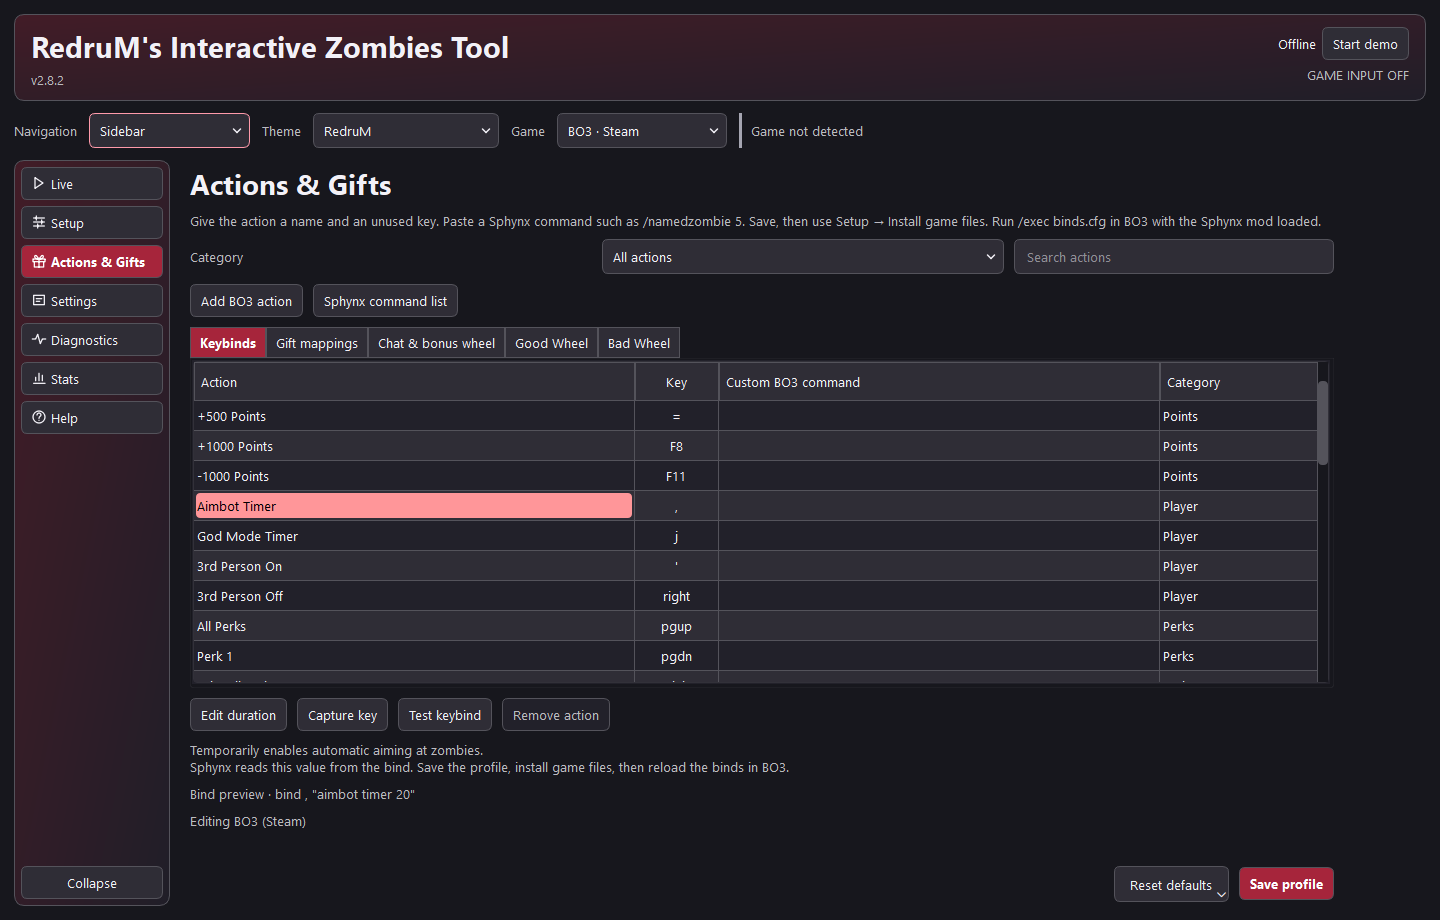 RedruM's Interactive Zombies Tool
v2.8.2
Offline
Start demo
GAME INPUT OFF
Navigation
Sidebar
Theme
RedruM
Game
BO3 · Steam
Game not detected
Live
Setup
Actions & Gifts
Settings
Diagnostics
Stats
Help
Collapse
Actions & Gifts
Give the action a name and an unused key. Paste a Sphynx command such as /namedzombie 5. Save, then use Setup → Install game files. Run /exec binds.cfg in BO3 with the Sphynx mod loaded.
Category
All actions
Search actions
Add BO3 action
Sphynx command list
Keybinds
Gift mappings
Chat & bonus wheel
Good Wheel
Bad Wheel
Action Key Custom BO3 command Category
+500 Points = Points
+1000 Points F8 Points
-1000 Points F11 Points
Aimbot Timer , Player
God Mode Timer j Player
3rd Person On ' Player
3rd Person Off right Player
All Perks pgup Perks
Perk 1 pgdn Perks
Edit duration
Capture key
Test keybind
Remove action
Temporarily enables automatic aiming at zombies.
Sphynx reads this value from the bind. Save the profile, install game files, then reload the binds in BO3.
Bind preview · bind , "aimbot timer 20"
Editing BO3 (Steam)
Reset defaults
Save profile